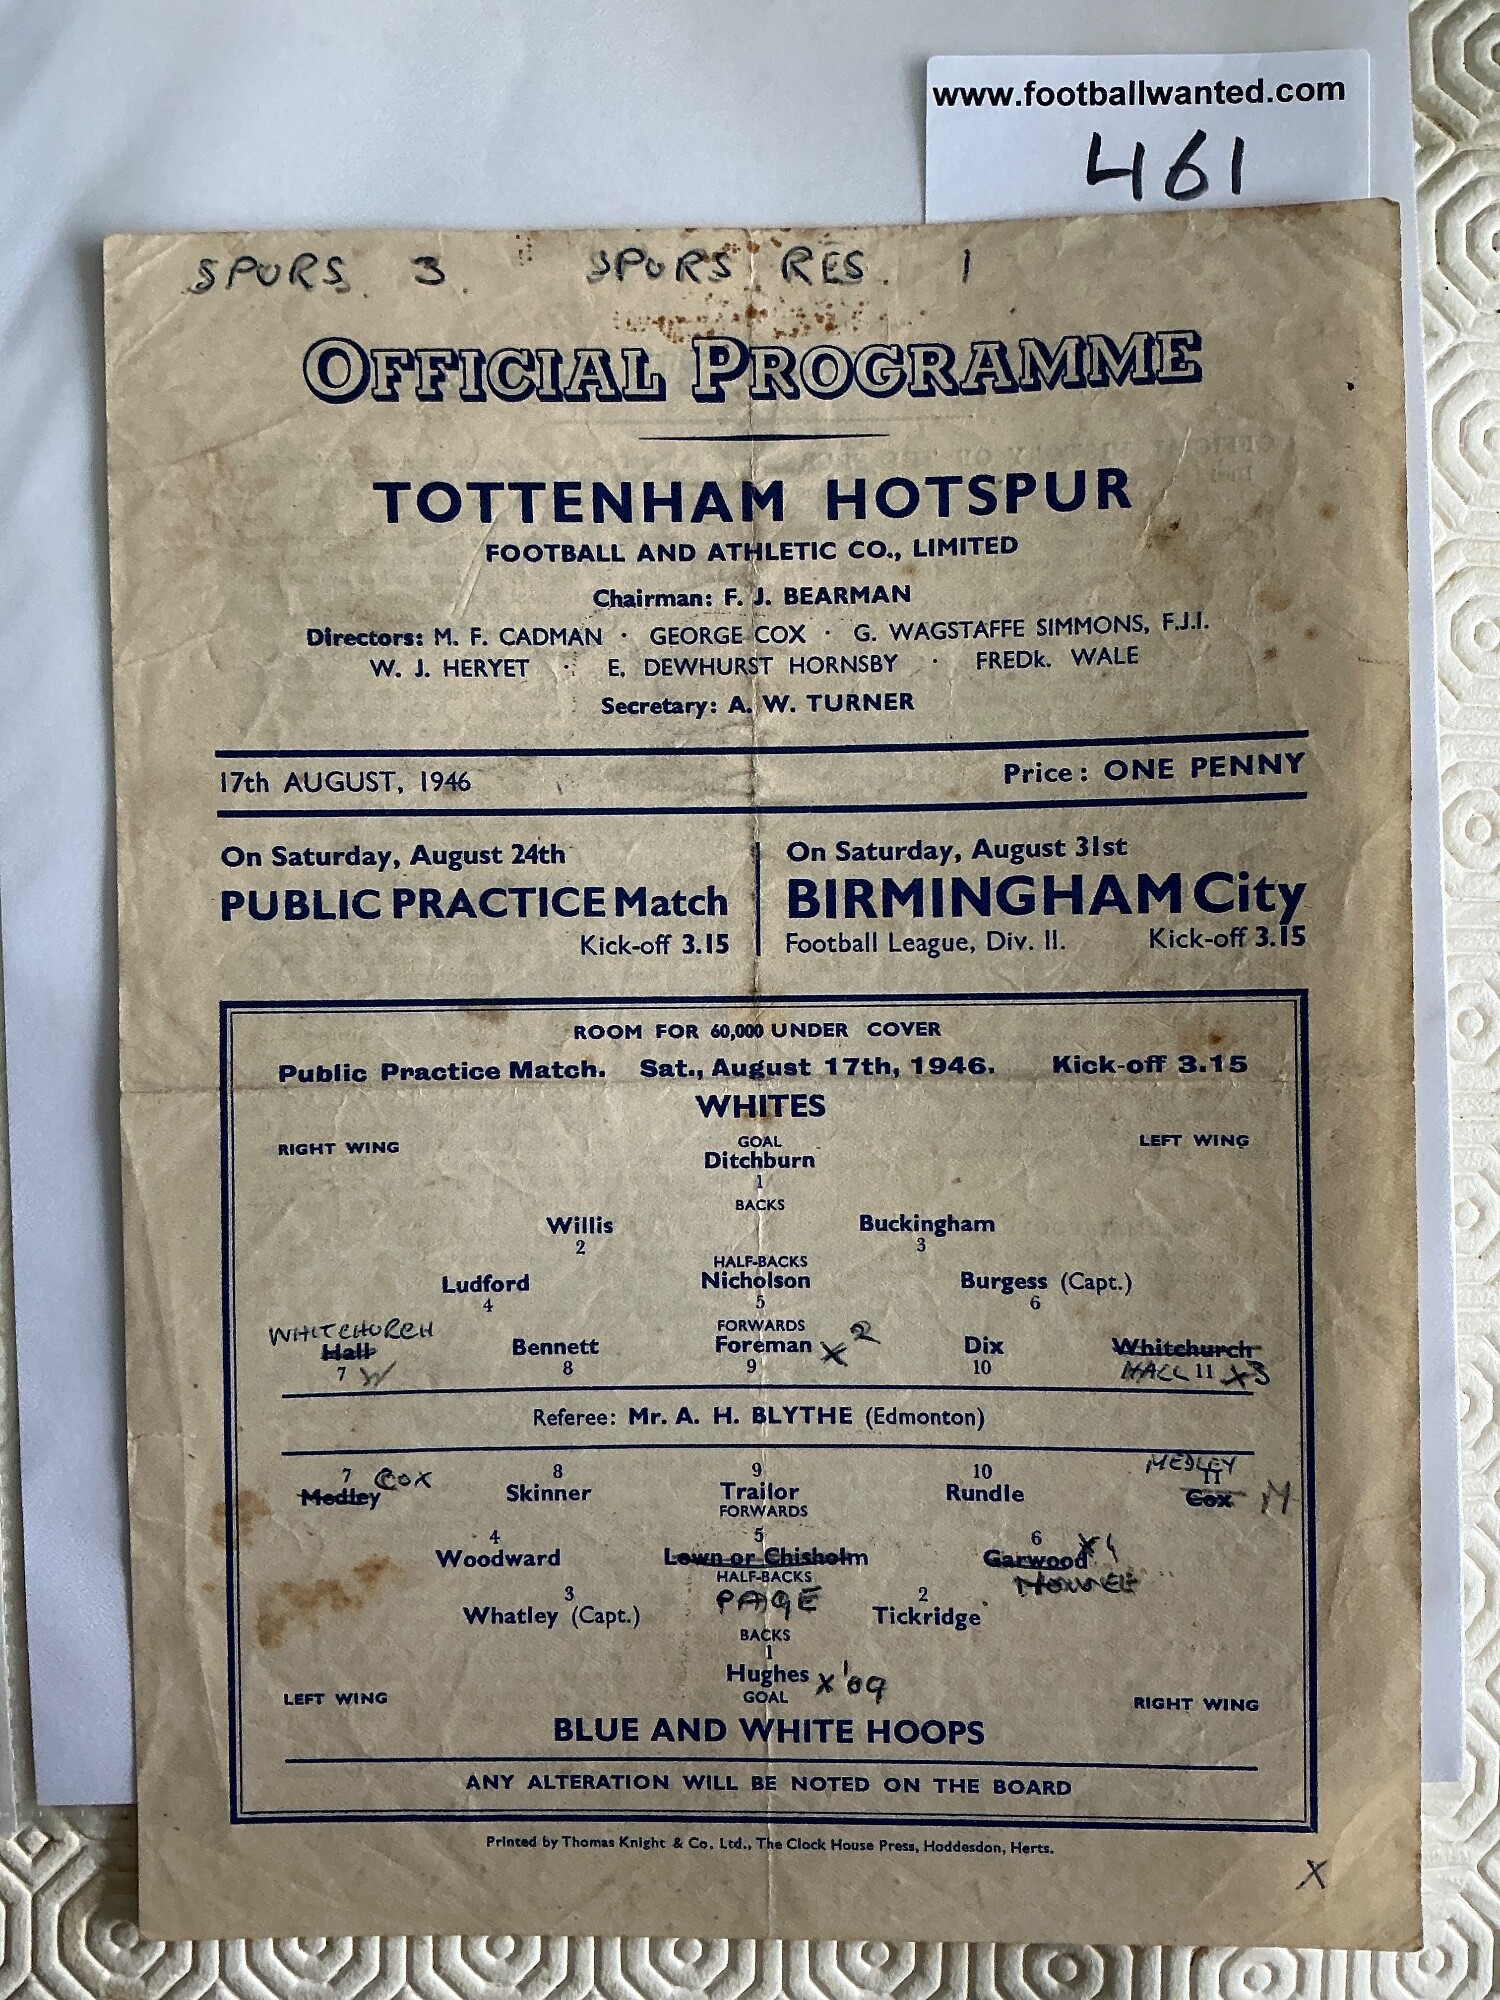 www.footballwanted.com
461
SPURS. 3. SPURS RES. 1
OFFICIAL PROGRAMME
TOTTENHAM HOTSPUR
FOOTBALL AND ATHLETIC CO., LIMITED
Chairman: F. J. BEARMAN
Directors: M. F. CADMAN · GEORGE COX · G. WAGSTAFFE SIMMONS, F.J.I.
W. J. HERYET · E. DEWHURST HORNSBY · FREDk. WALE
Secretary: A. W. TURNER
17th AUGUST, 1946 Price: ONE PENNY
On Saturday, August 24th
PUBLIC PRACTICE Match
Kick-off 3.15
On Saturday, August 31st
BIRMINGHAM City
Football League, Div. II. Kick-off 3.15
ROOM FOR 60,000 UNDER COVER
Public Practice Match. Sat., August 17th, 1946. Kick-off 3.15
WHITES
RIGHT WING GOAL LEFT WING
Ditchburn
1
BACKS
Willis Buckingham
2 3
HALF-BACKS
Ludford Nicholson Burgess (Capt.)
4 5 6
WHITCHURCH FORWARDS
Hall Bennett Foreman X 2 Dix Whitchurch
7 W 8 9 10 HALL 11 X3
Referee: Mr. A. H. BLYTHE (Edmonton)
MEDLEY
7 COX 8 9 10 11
Medley Skinner Trailor Rundle Cox M
FORWARDS
4 5 6 X1
Woodward Lown or Chisholm Garwood
HALF-BACKS
3 PAGE 2
Whatley (Capt.) Tickridge
BACKS
1
Hughes X'09
LEFT WING GOAL RIGHT WING
BLUE AND WHITE HOOPS
ANY ALTERATION WILL BE NOTED ON THE BOARD
Printed by Thomas Knight & Co. Ltd., The Clock House Press, Hoddesdon, Herts.
X